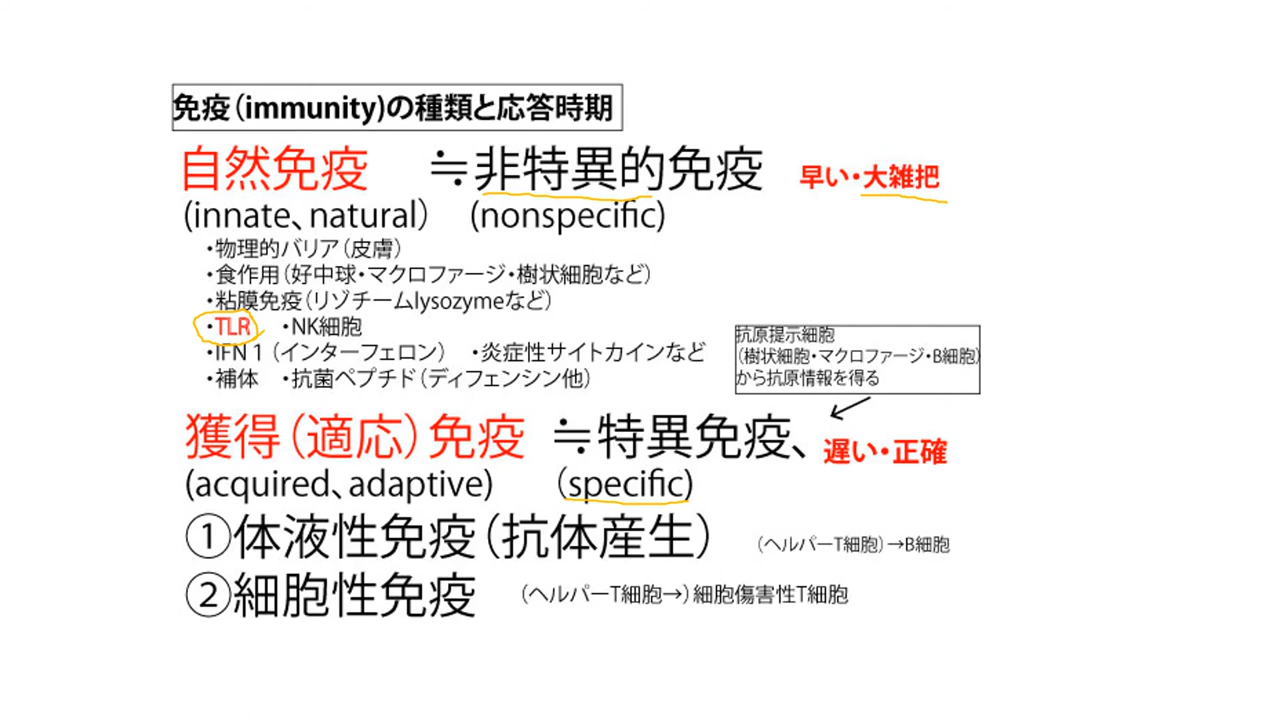 免疫（immunity)の種類と応答時期
自然免疫 ≒非特異的免疫 早い・大雑把
(innate、natural） (nonspecific)
・物理的バリア（皮膚）
・食作用（好中球・マクロファージ・樹状細胞など）
・粘膜免疫（リゾチームlysozymeなど）
・TLR ・NK細胞
・IFN１（インターフェロン） ・炎症性サイトカインなど
・補体 ・抗菌ペプチド（ディフェンシン他）
抗原提示細胞
（樹状細胞・マクロファージ・B細胞）
から抗原情報を得る
獲得（適応）免疫 ≒特異免疫、遅い・正確
(acquired、adaptive) （specific)
①体液性免疫（抗体産生） （ヘルパーT細胞）→B細胞
②細胞性免疫 （ヘルパーT細胞→）細胞傷害性T細胞